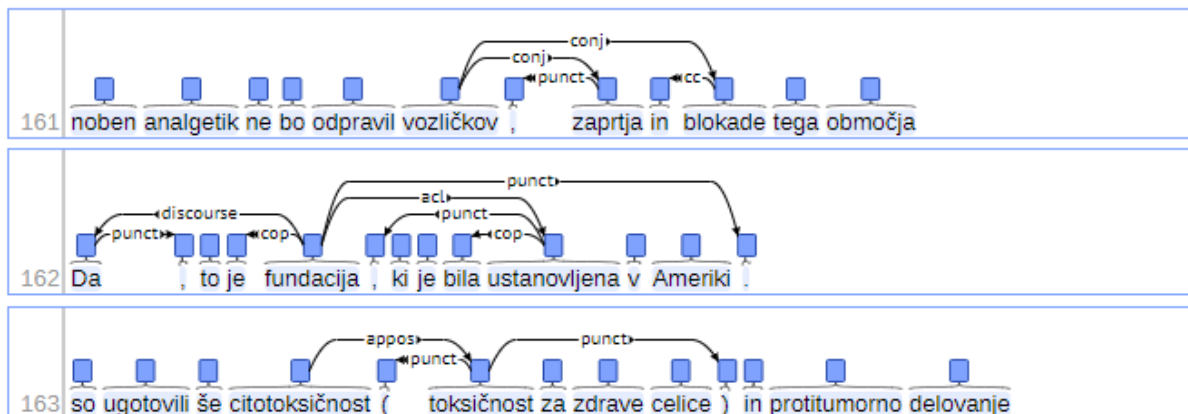 conj
conj
punct cc
161 noben analgetik ne bo odpravil vozličkov , zaprtja in blokade tega območja
punct
acl
discourse punct
punct cop cop
162 Da , to je fundacija , ki je bila ustanovljena v Ameriki .
appos punct
punct
163 so ugotovili še citotoksičnost ( toksičnost za zdrave celice ) in protitumorno delovanje